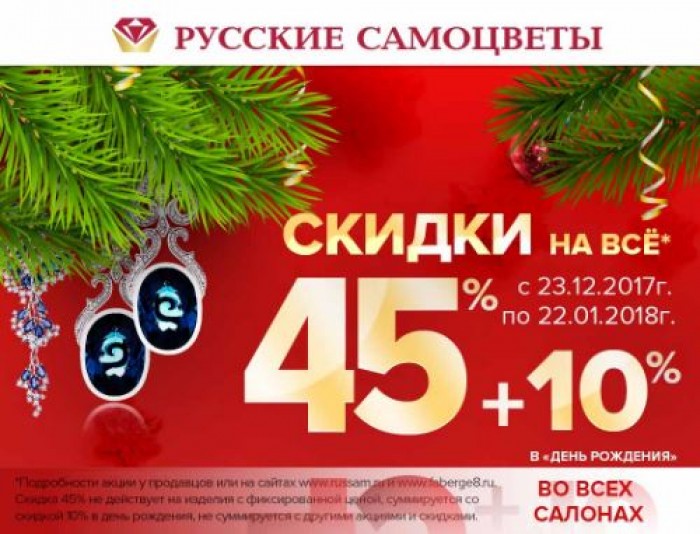 РУССКИЕ САМОЦВЕТЫ
СКИДКИ НА ВСЁ*
45% с 23.12.2017г.
по 22.01.2018г.
+10%
В «ДЕНЬ РОЖДЕНИЯ»
*Подробности акции у продавцов или на сайтах www.russam.ru и www.faberge8.ru.
Скидка 45% не действует на изделия с фиксированной ценой, суммируется со
скидкой 10% в день рождения, не суммируется с другими акциями и скидками.
ВО ВСЕХ
САЛОНАХ